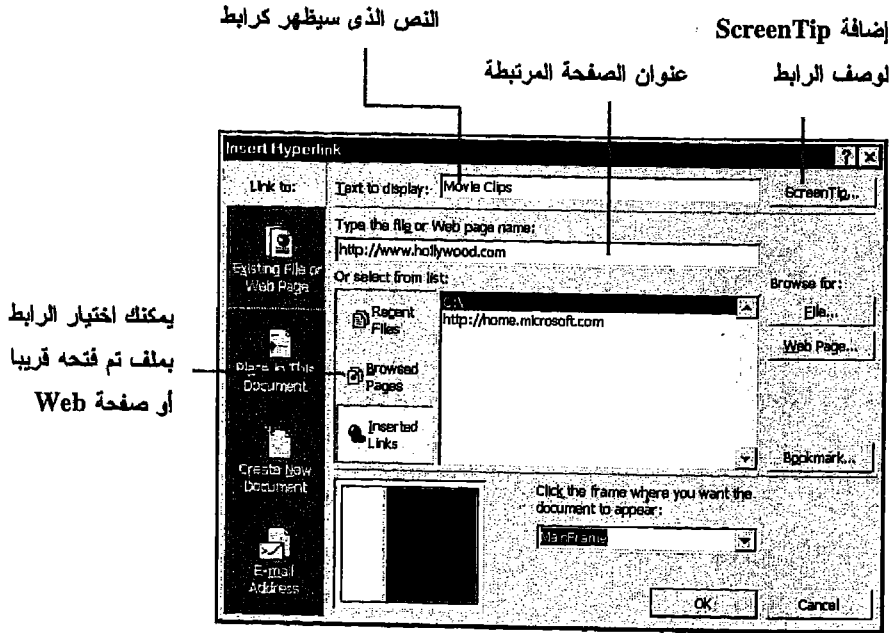 إضافة ScreenTip
لوصف الرابط
النص الذى سيظهر كرابط
عنوان الصفحة المرتبطة
Insert Hyperlink
Link to:
Text to display: Movie Clips
ScreenTip...
Type the file or Web page name:
http://www.hollywood.com
Existing File or
Web Page
Or select from list:
Browse for:
Recent
Files
c:\
http://home.microsoft.com
File...
Web Page...
يمكنك اختيار الرابط
بملف تم فتحه قريبا
أو صفحة Web
Place in This
Document
Browsed
Pages
Inserted
Links
Bookmark...
Create New
Document
Click the frame where you want the
document to appear:
MainFrame
E-mail
Address
OK
Cancel